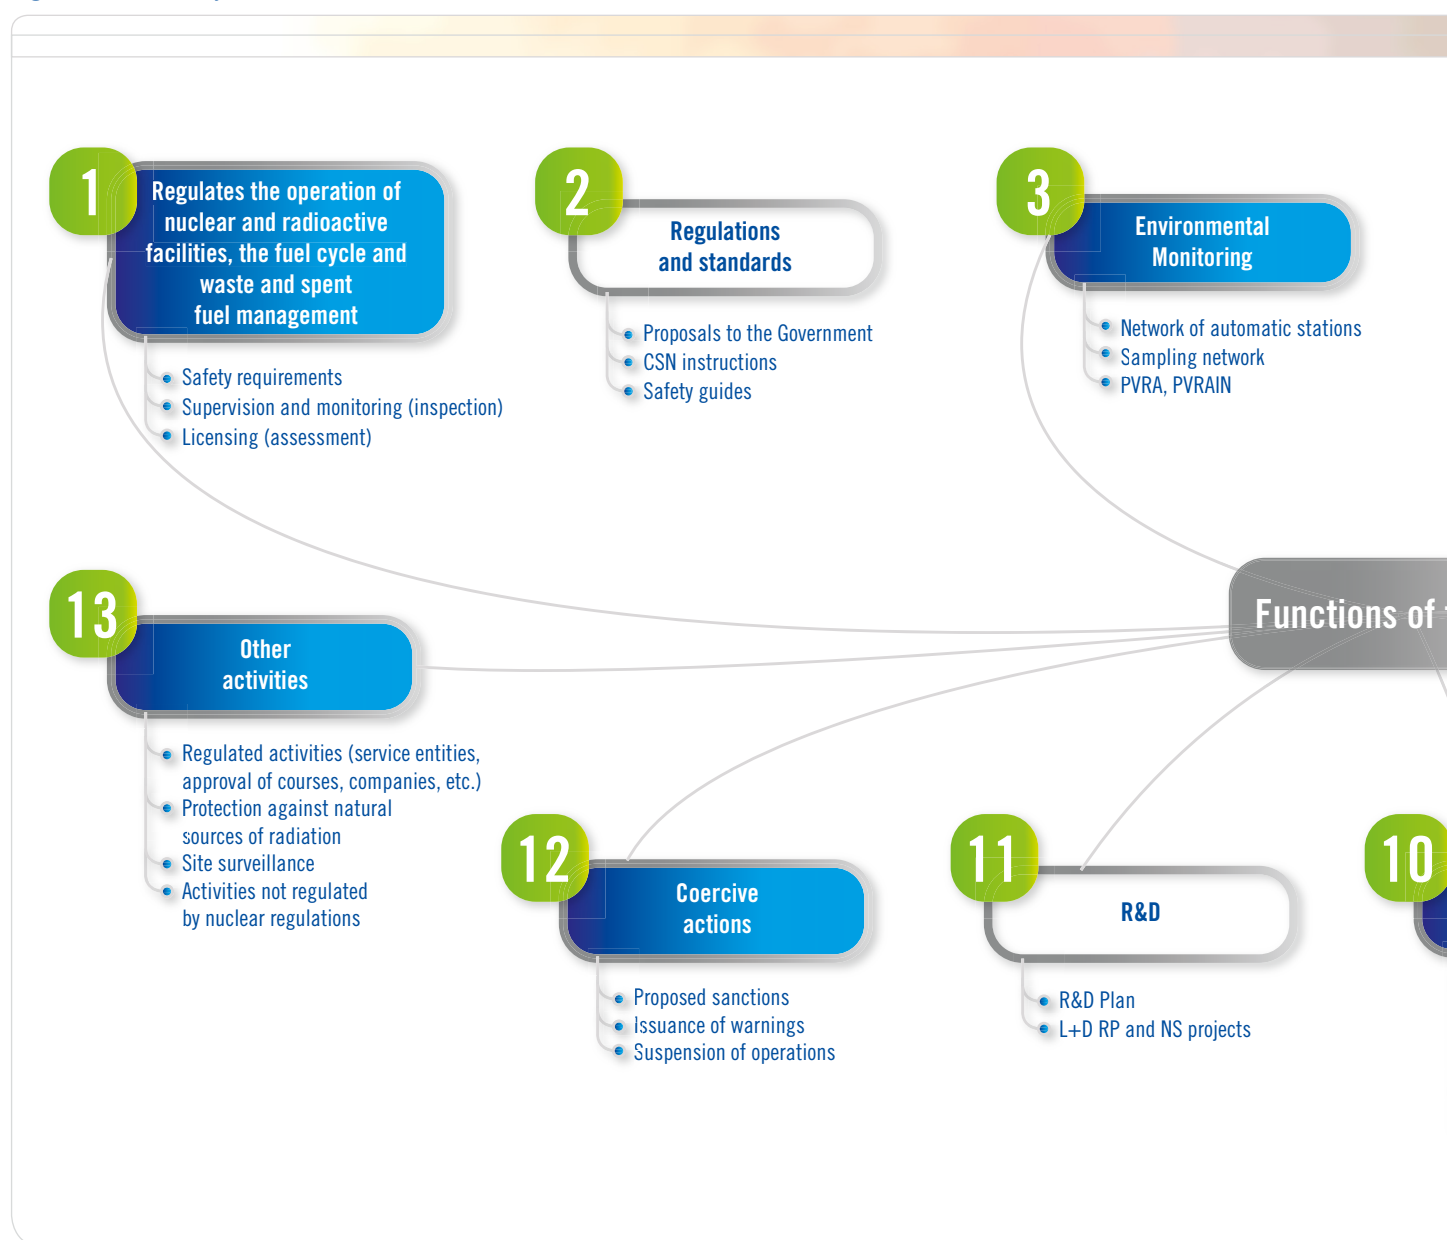 1
Regulates the operation of
nuclear and radioactive
facilities, the fuel cycle and
waste and spent
fuel management
Safety requirements
Supervision and monitoring (inspection)
Licensing (assessment)
2
Regulations
and standards
Proposals to the Government
CSN instructions
Safety guides
3
Environmental
Monitoring
Network of automatic stations
Sampling network
PVRA, PVRAIN
Functions of
13
Other
activities
Regulated activities (service entities,
approval of courses, companies, etc.)
Protection against natural
sources of radiation
Site surveillance
Activities not regulated
by nuclear regulations
12
Coercive
actions
Proposed sanctions
Issuance of warnings
Suspension of operations
11
R&D
R&D Plan
L+D RP and NS projects
10